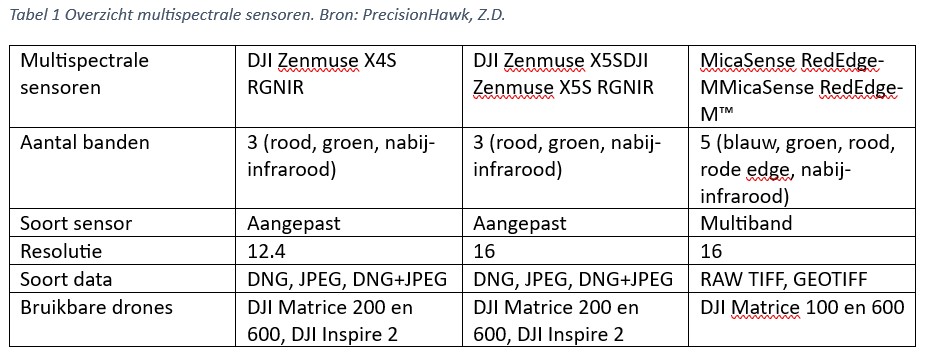 Tabel 1 Overzicht multispectrale sensoren. Bron: PrecisionHawk, Z.D.
Multispectrale sensoren | DJI Zenmuse X4S RGNIR | DJI Zenmuse X5SDJI Zenmuse X5S RGNIR | MicaSense RedEdge-MMicaSense RedEdge-M™
Aantal banden | 3 (rood, groen, nabij-infrarood) | 3 (rood, groen, nabij-infrarood) | 5 (blauw, groen, rood, rode edge, nabij-infrarood)
Soort sensor | Aangepast | Aangepast | Multiband
Resolutie | 12.4 | 16 | 16
Soort data | DNG, JPEG, DNG+JPEG | DNG, JPEG, DNG+JPEG | RAW TIFF, GEOTIFF
Bruikbare drones | DJI Matrice 200 en 600, DJI Inspire 2 | DJI Matrice 200 en 600, DJI Inspire 2 | DJI Matrice 100 en 600